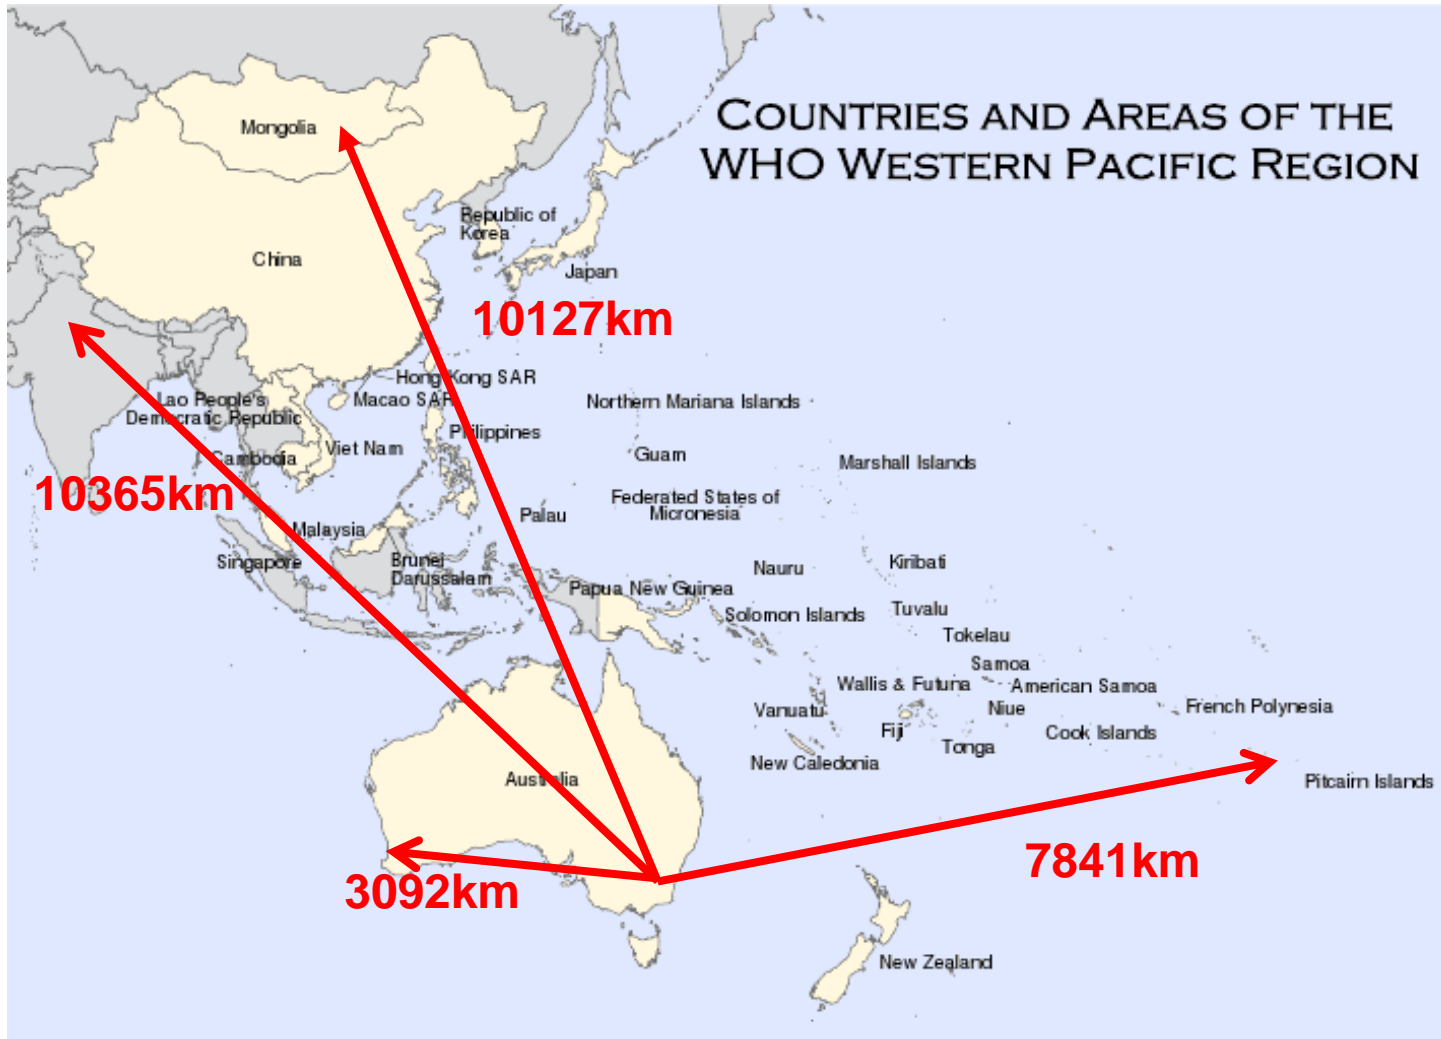 COUNTRIES AND AREAS OF THE
WHO WESTERN PACIFIC REGION
Mongolia
Republic of
Korea
China
Japan
10127km
Hong Kong SAR
Macao SAR
Lao People's
Democratic Republic
Northern Mariana Islands
Philippines
Viet Nam
Guam
Cambodia
Marshall Islands
10365km
Federated States of
Micronesia
Palau
Malaysia
Singapore
Brunei
Darussalam
Nauru
Kiribati
Papua New Guinea
Solomon Islands
Tuvalu
Tokelau
Samoa
Wallis & Futuna
American Samoa
Vanuatu
Niue
French Polynesia
Fiji
Cook Islands
Tonga
New Caledonia
Australia
Pitcairn Islands
7841km
3092km
New Zealand